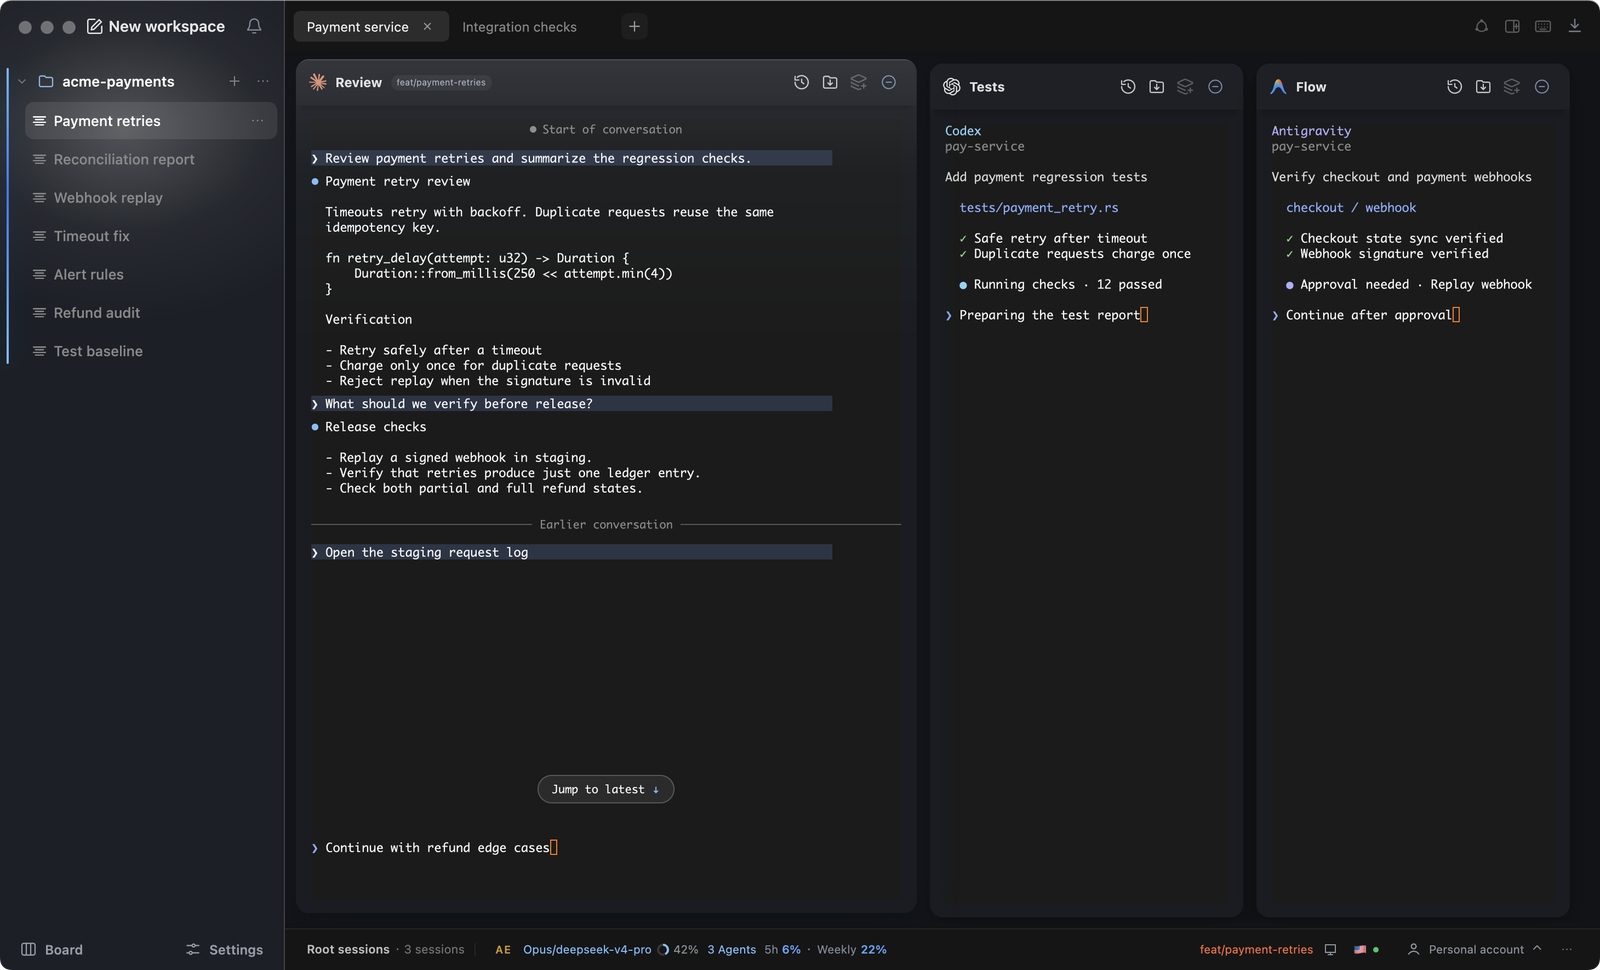 New workspace
acme-payments
Payment retries
Reconciliation report
Webhook replay
Timeout fix
Alert rules
Refund audit
Test baseline
Board
Settings
Payment service
Integration checks
Review feat/payment-retries
Start of conversation
❯ Review payment retries and summarize the regression checks.
Payment retry review
Timeouts retry with backoff. Duplicate requests reuse the same
idempotency key.
fn retry_delay(attempt: u32) -> Duration {
Duration::from_millis(250 << attempt.min(4))
}
Verification
- Retry safely after a timeout
- Charge only once for duplicate requests
- Reject replay when the signature is invalid
❯ What should we verify before release?
Release checks
- Replay a signed webhook in staging.
- Verify that retries produce just one ledger entry.
- Check both partial and full refund states.
Earlier conversation
❯ Open the staging request log
Jump to latest ↓
❯ Continue with refund edge cases
Tests
Codex
pay-service
Add payment regression tests
tests/payment_retry.rs
✓ Safe retry after timeout
✓ Duplicate requests charge once
Running checks · 12 passed
❯ Preparing the test report
Flow
Antigravity
pay-service
Verify checkout and payment webhooks
checkout / webhook
✓ Checkout state sync verified
✓ Webhook signature verified
Approval needed · Replay webhook
❯ Continue after approval
Root sessions · 3 sessions AE Opus/deepseek-v4-pro 42% 3 Agents 5h 6% · Weekly 22% feat/payment-retries Personal account